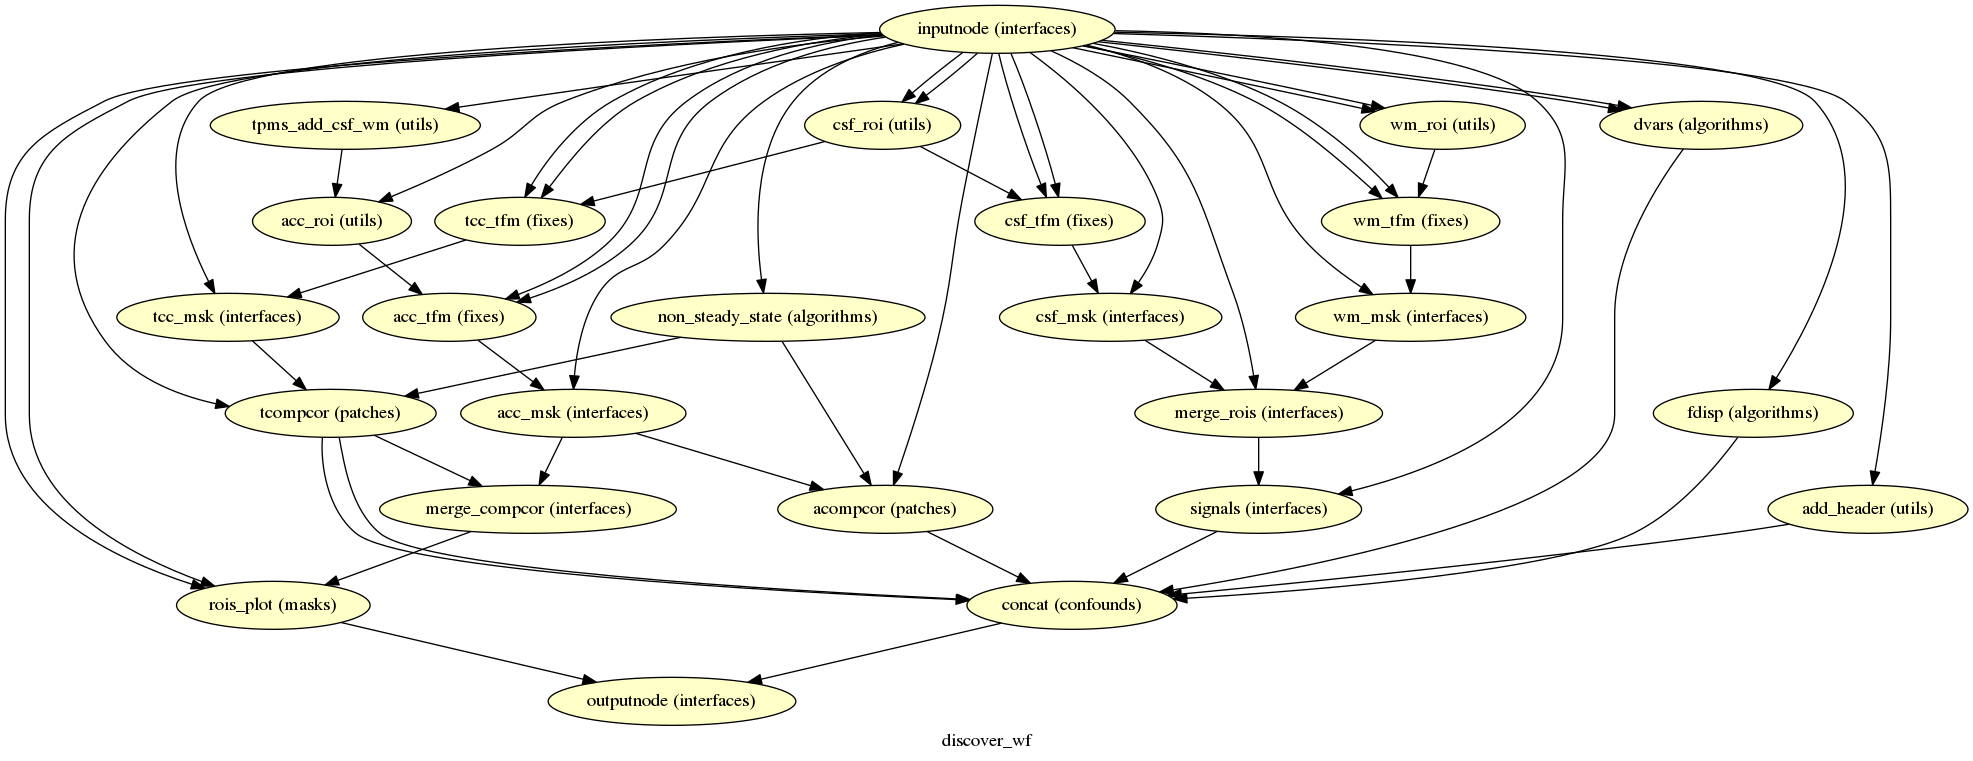 inputnode (interfaces)
tpms_add_csf_wm (utils)
csf_roi (utils)
wm_roi (utils)
dvars (algorithms)
acc_roi (utils)
tcc_tfm (fixes)
csf_tfm (fixes)
wm_tfm (fixes)
tcc_msk (interfaces)
acc_tfm (fixes)
non_steady_state (algorithms)
csf_msk (interfaces)
wm_msk (interfaces)
tcompcor (patches)
acc_msk (interfaces)
merge_rois (interfaces)
fdisp (algorithms)
merge_compcor (interfaces)
acompcor (patches)
signals (interfaces)
add_header (utils)
rois_plot (masks)
concat (confounds)
outputnode (interfaces)
discover_wf